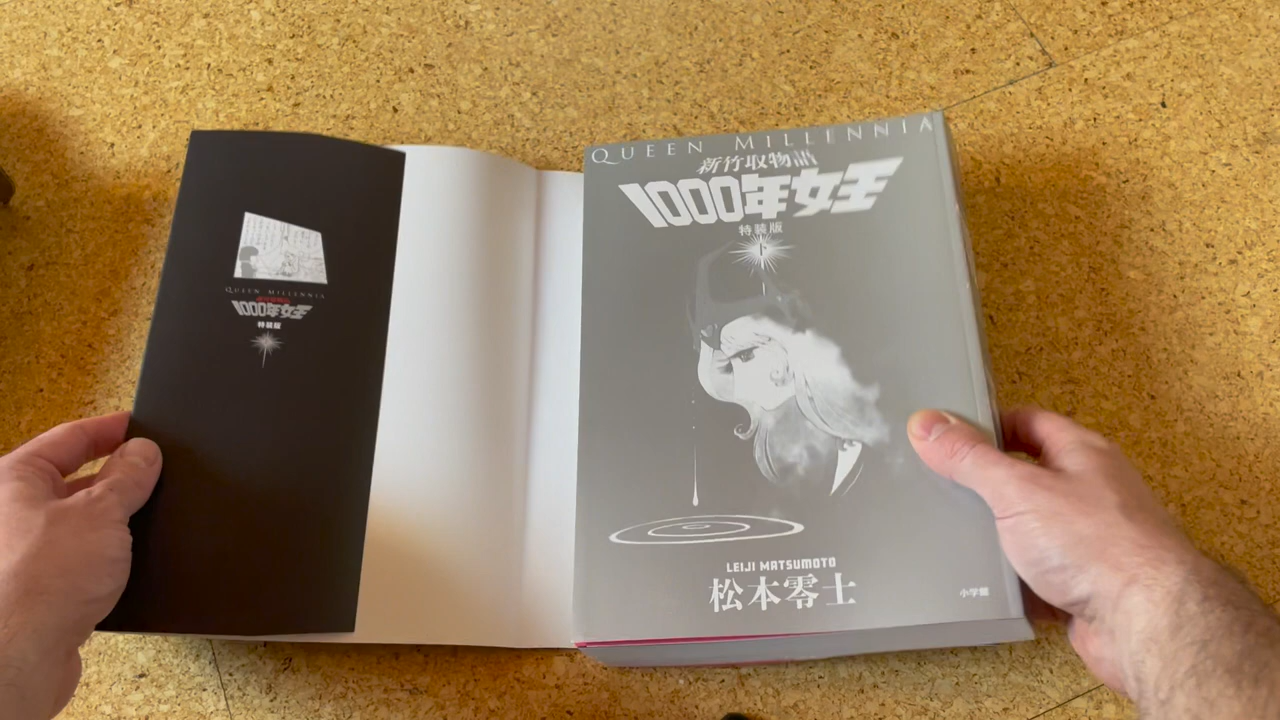 QUEEN MILLENNIA
1000年女王
特装版
QUEEN MILLENNIA
新竹取物語
1000年女王
特装版
下
LEIJI MATSUMOTO
松本零士
小学館